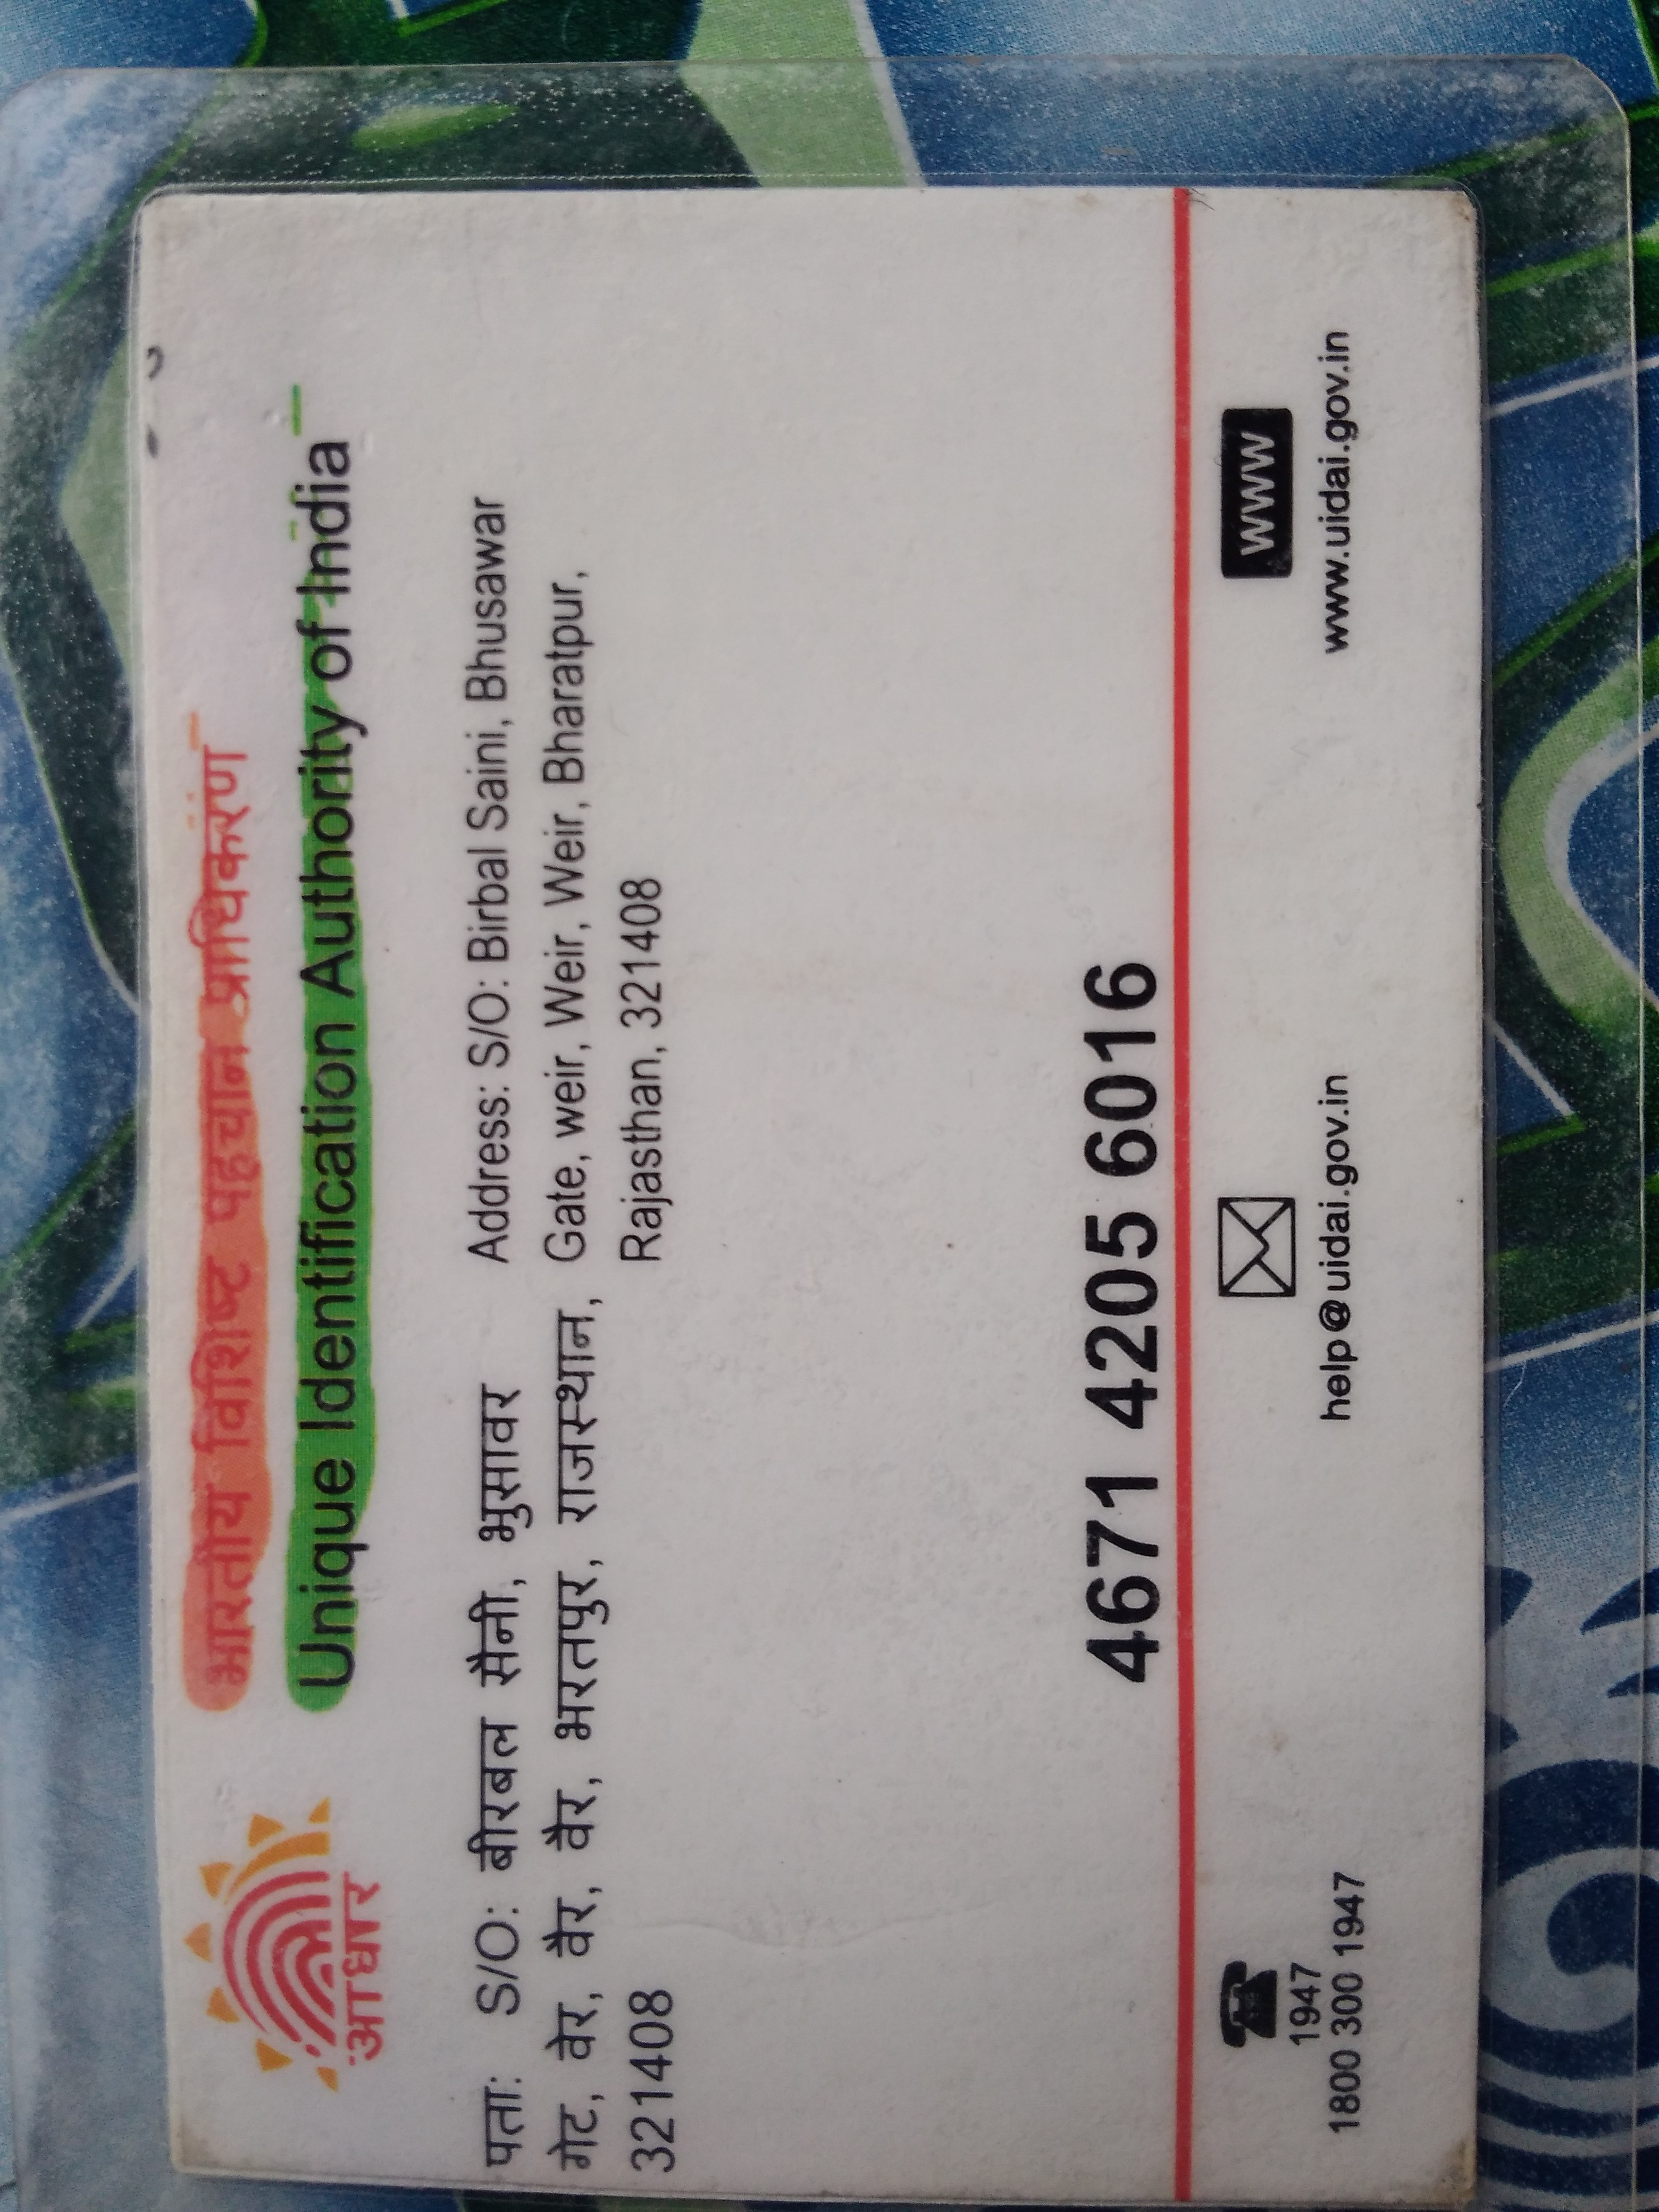 आधार
भारतीय विशिष्ट पहचान प्राधिकरण
Unique Identification Authority of India
पता: S/O: बीरबल सैनी, भुसावर
गेट, वेर, वैर, वैर, भरतपुर, राजस्थान,
321408
Address: S/O: Birbal Saini, Bhusawar
Gate, weir, Weir, Weir, Bharatpur,
Rajasthan, 321408
4671 4205 6016
1947
1800 300 1947
help@uidai.gov.in
WWW
www.uidai.gov.in